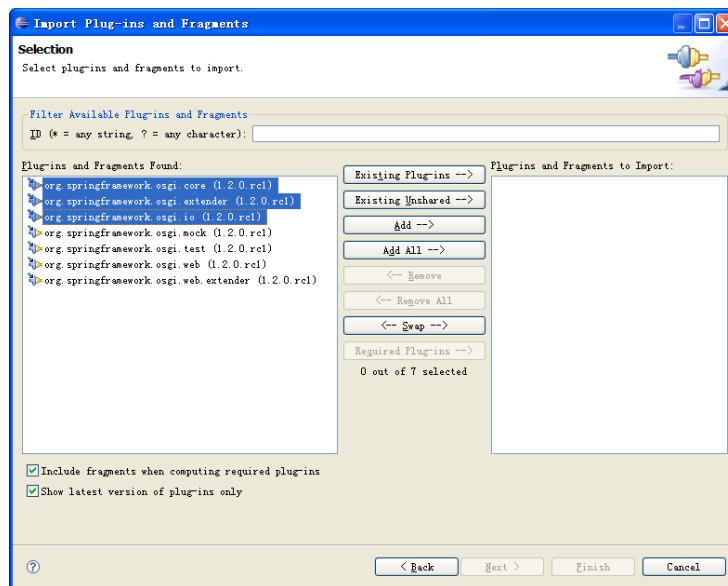 Import Plug-ins and Fragments
Selection
Select plug-ins and fragments to import.
Filter Available Plug-ins and Fragments
ID (* = any string, ? = any character):
Plug-ins and Fragments Found:
org.springframework.osgi.core (1.2.0.rc1)
org.springframework.osgi.extender (1.2.0.rc1)
org.springframework.osgi.io (1.2.0.rc1)
org.springframework.osgi.mock (1.2.0.rc1)
org.springframework.osgi.test (1.2.0.rc1)
org.springframework.osgi.web (1.2.0.rc1)
org.springframework.osgi.web.extender (1.2.0.rc1)
Existing Plug-ins -->
Existing Unshared -->
Add -->
Add All -->
<-- Remove
<-- Remove All
<-- Swap -->
Required Plug-ins -->
0 out of 7 selected
Plug-ins and Fragments to Import:
Include fragments when computing required plug-ins
Show latest version of plug-ins only
?
< Back
Next >
Finish
Cancel